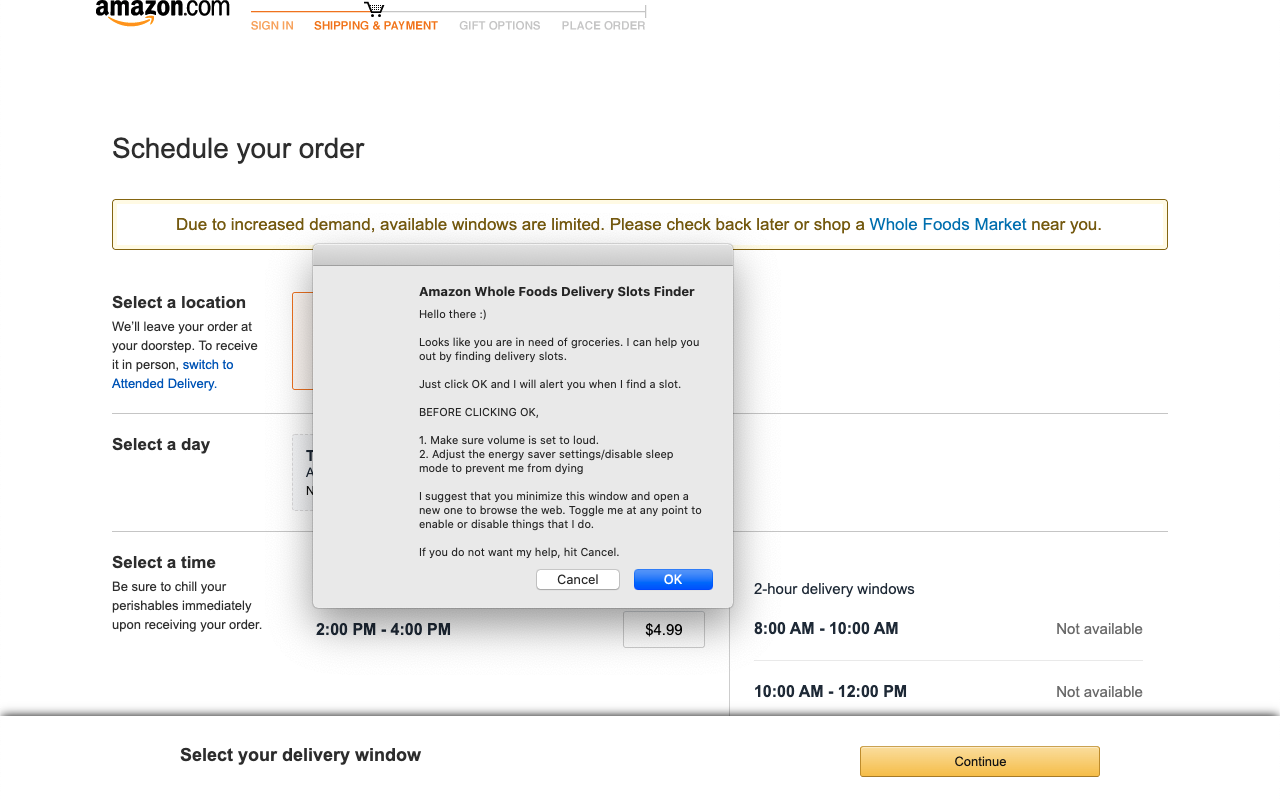 amazon.com
SIGN IN SHIPPING & PAYMENT GIFT OPTIONS PLACE ORDER
Schedule your order
Due to increased demand, available windows are limited. Please check back later or shop a Whole Foods Market near you.
Select a location
We'll leave your order at
your doorstep. To receive
it in person, switch to
Attended Delivery.
Amazon Whole Foods Delivery Slots Finder
Hello there :)
Looks like you are in need of groceries. I can help you
out by finding delivery slots.
Just click OK and I will alert you when I find a slot.
BEFORE CLICKING OK,
1. Make sure volume is set to loud.
2. Adjust the energy saver settings/disable sleep
mode to prevent me from dying
I suggest that you minimize this window and open a
new one to browse the web. Toggle me at any point to
enable or disable things that I do.
If you do not want my help, hit Cancel.
Cancel OK
Select a day
Select a time
Be sure to chill your
perishables immediately
upon receiving your order.
2:00 PM - 4:00 PM $4.99
2-hour delivery windows
8:00 AM - 10:00 AM Not available
10:00 AM - 12:00 PM Not available
Select your delivery window Continue